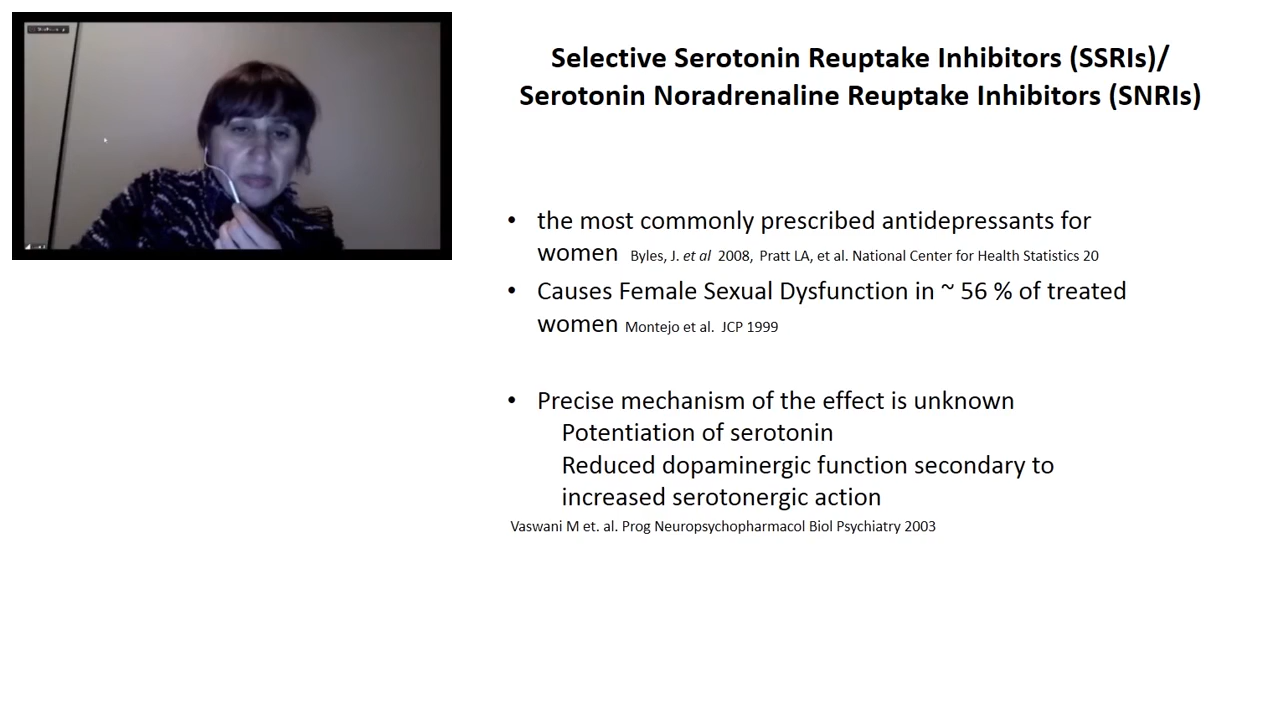 Selective Serotonin Reuptake Inhibitors (SSRIs)/
Serotonin Noradrenaline Reuptake Inhibitors (SNRIs)
• the most commonly prescribed antidepressants for
women Byles, J. et al 2008, Pratt LA, et al. National Center for Health Statistics 20
• Causes Female Sexual Dysfunction in ~ 56 % of treated
women Montejo et al. JCP 1999
• Precise mechanism of the effect is unknown
Potentiation of serotonin
Reduced dopaminergic function secondary to
increased serotonergic action
Vaswani M et. al. Prog Neuropsychopharmacol Biol Psychiatry 2003